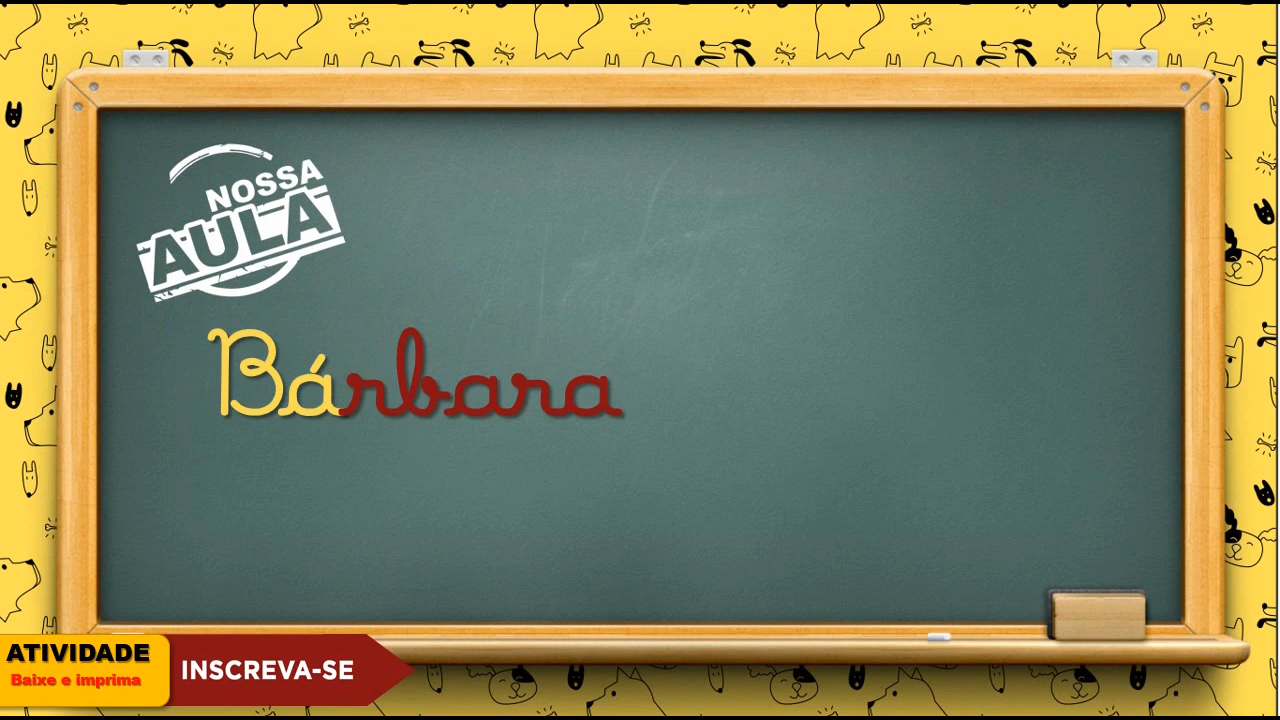 NOSSA
AULA
Bárbara
ATIVIDADE
Baixe e imprima
INSCREVA-SE